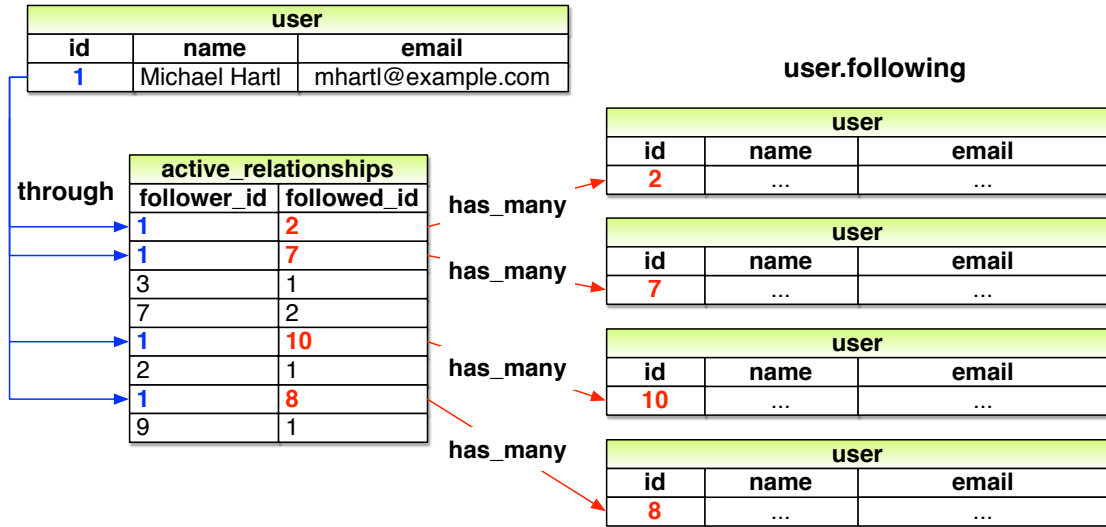 user
id name email
1 Michael Hartl mhartl@example.com
user.following
user
id name email
2 ... ...
active_relationships
through
follower_id followed_id
1 2
1 7
3 1
7 2
1 10
2 1
1 8
9 1
has_many
has_many
has_many
has_many
user
id name email
7 ... ...
user
id name email
10 ... ...
user
id name email
8 ... ...